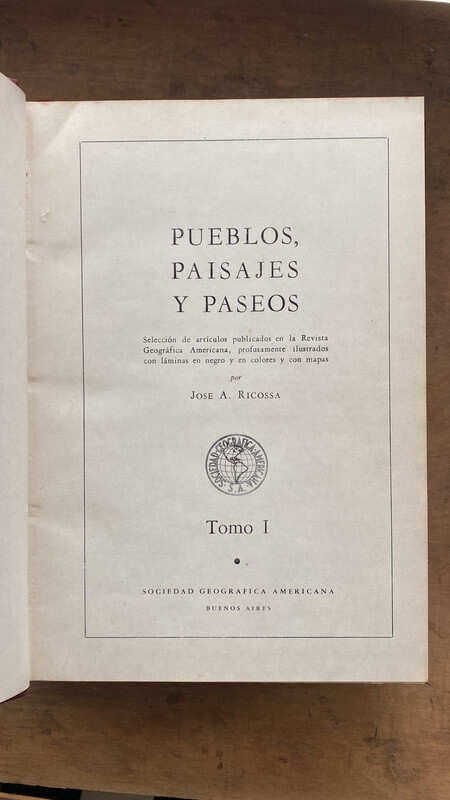 PUEBLOS,
PAISAJES
Y PASEOS
Selección de artículos publicados en la Revista
Geográfica Americana, profusamente ilustrados
con láminas en negro y en colores y con mapas
por
JOSE A. RICOSSA
SOCIEDAD·GEOGRÁFICA·AMERICANA
S. A.
Tomo I
SOCIEDAD GEOGRAFICA AMERICANA
BUENOS AIRES